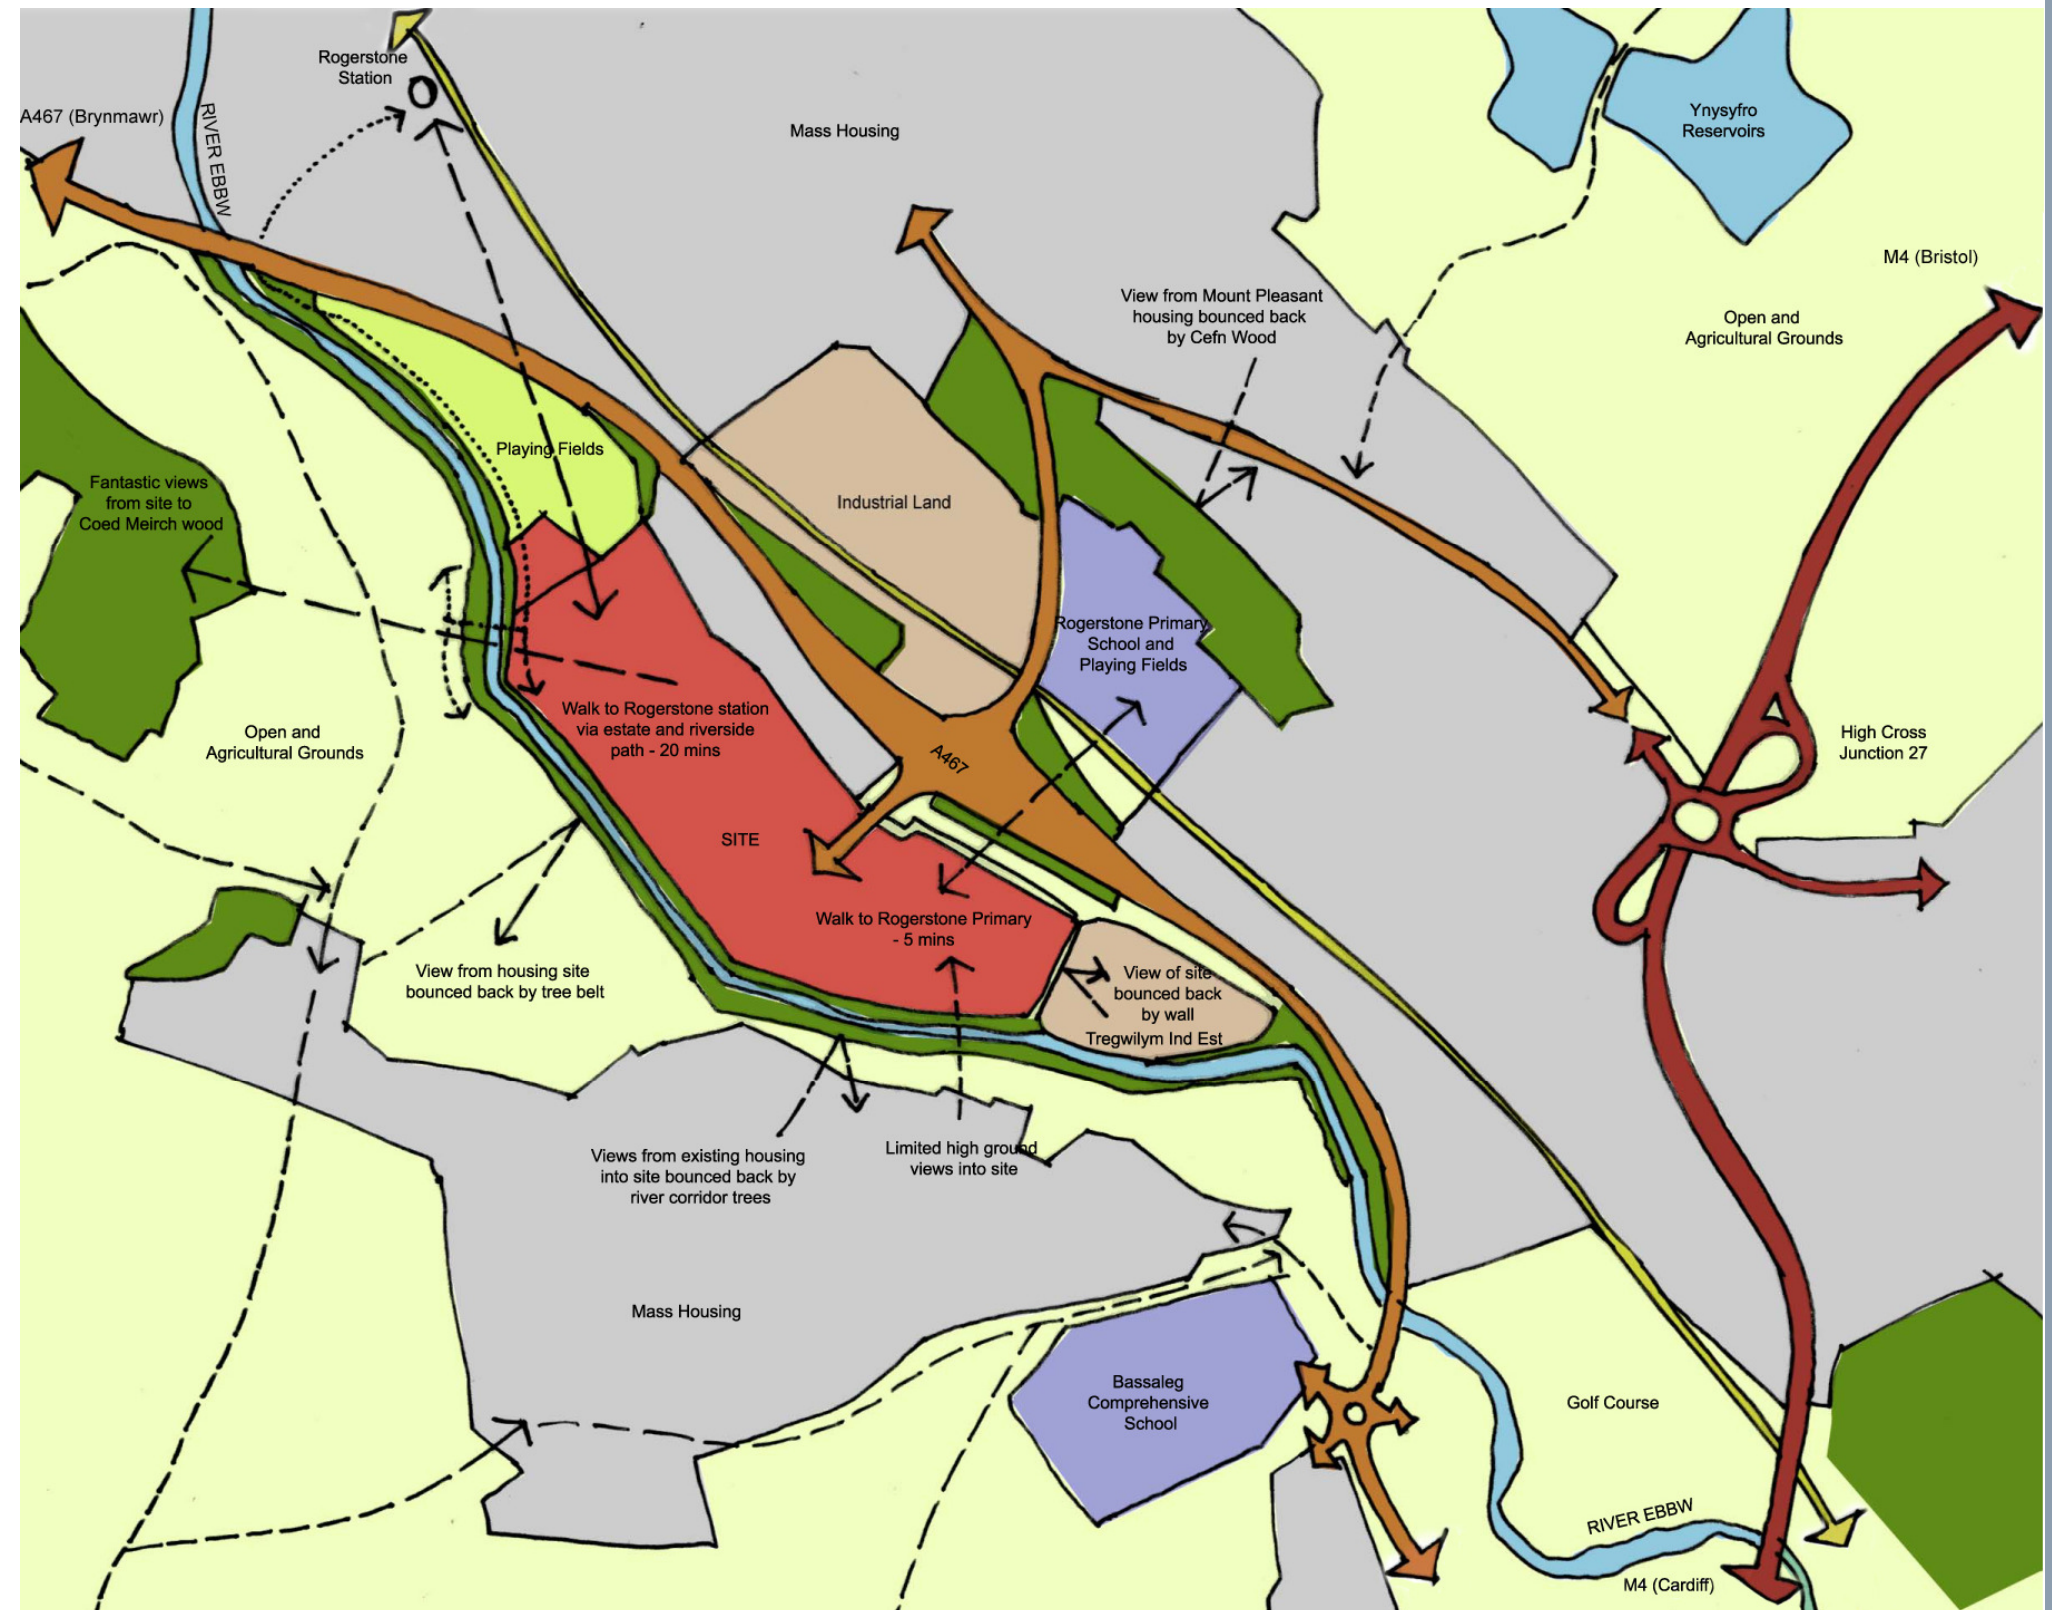 Rogerstone
Station
A467 (Brynmawr)
RIVER EBBW
Mass Housing
Ynysyfro
Reservoirs
M4 (Bristol)
View from Mount Pleasant
housing bounced back
by Cefn Wood
Open and
Agricultural Grounds
Playing Fields
Fantastic views
from site to
Coed Meirch wood
Industrial Land
Rogerstone Primary
School and
Playing Fields
Walk to Rogerstone station
via estate and riverside
path - 20 mins
Open and
Agricultural Grounds
A467
High Cross
Junction 27
SITE
Walk to Rogerstone Primary
- 5 mins
View from housing site
bounced back by tree belt
View of site
bounced back
by wall
Tregwilym Ind Est
Views from existing housing
into site bounced back by
river corridor trees
Limited high ground
views into site
Mass Housing
Bassaleg
Comprehensive
School
Golf Course
RIVER EBBW
M4 (Cardiff)